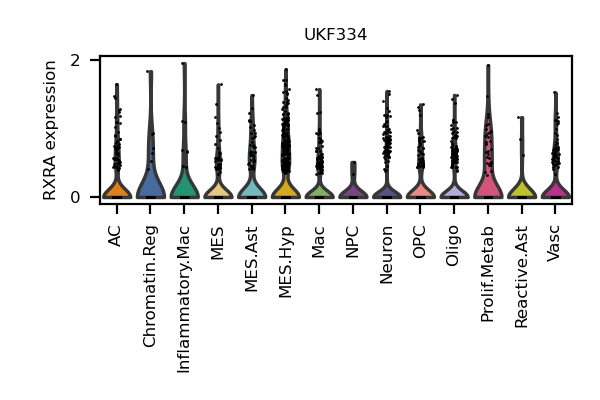 UKF334
RXRA expression
2
0
AC
Chromatin.Reg
Inflammatory.Mac
MES
MES.Ast
MES.Hyp
Mac
NPC
Neuron
OPC
Oligo
Prolif.Metab
Reactive.Ast
Vasc